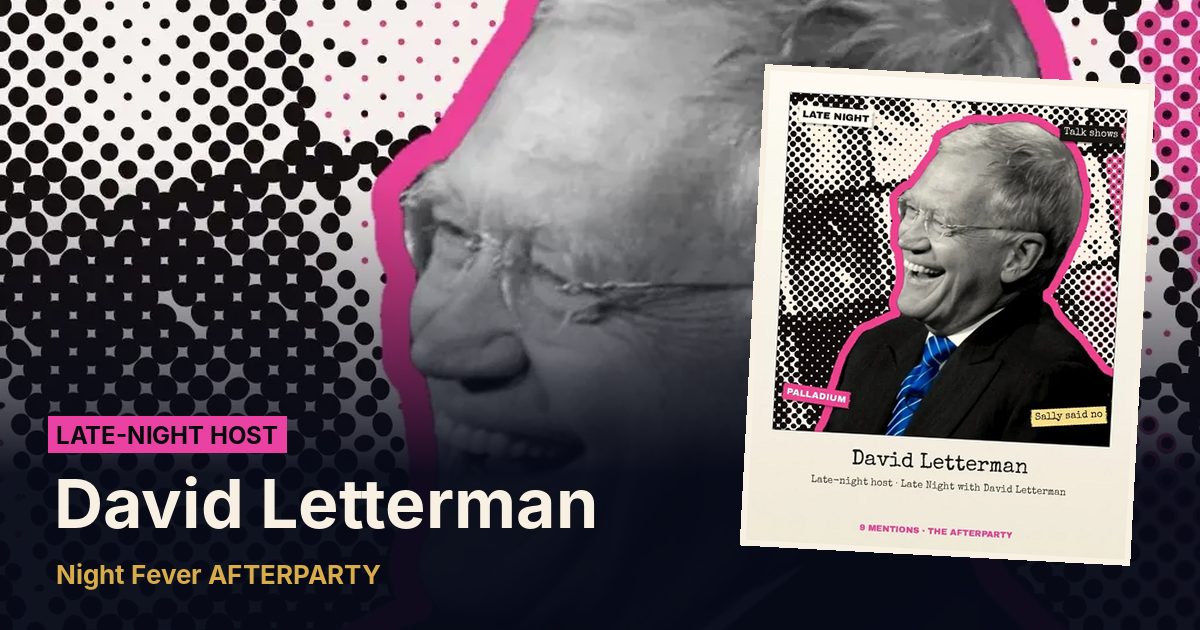 LATE-NIGHT HOST
David Letterman
Night Fever AFTERPARTY
LATE NIGHT
Talk shows
PALLADIUM
Sally said no
David Letterman
Late-night host · Late Night with David Letterman
9 MENTIONS · THE AFTERPARTY